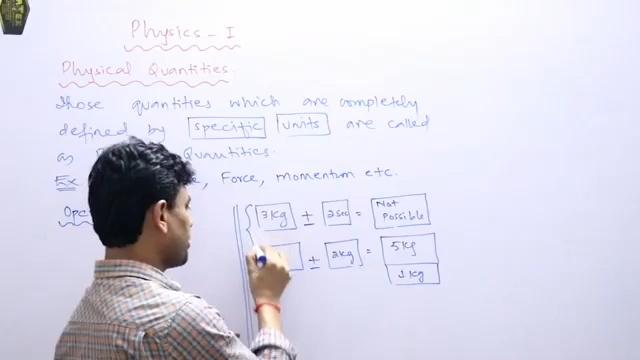 Physics - I
Physical Quantities.
Those quantities which are completely
defined by specific units are called
as Quantities.
Ex , Force, momentum etc.
3kg ± 2sec = Not Possible
± 2kg = 5kg
1kg